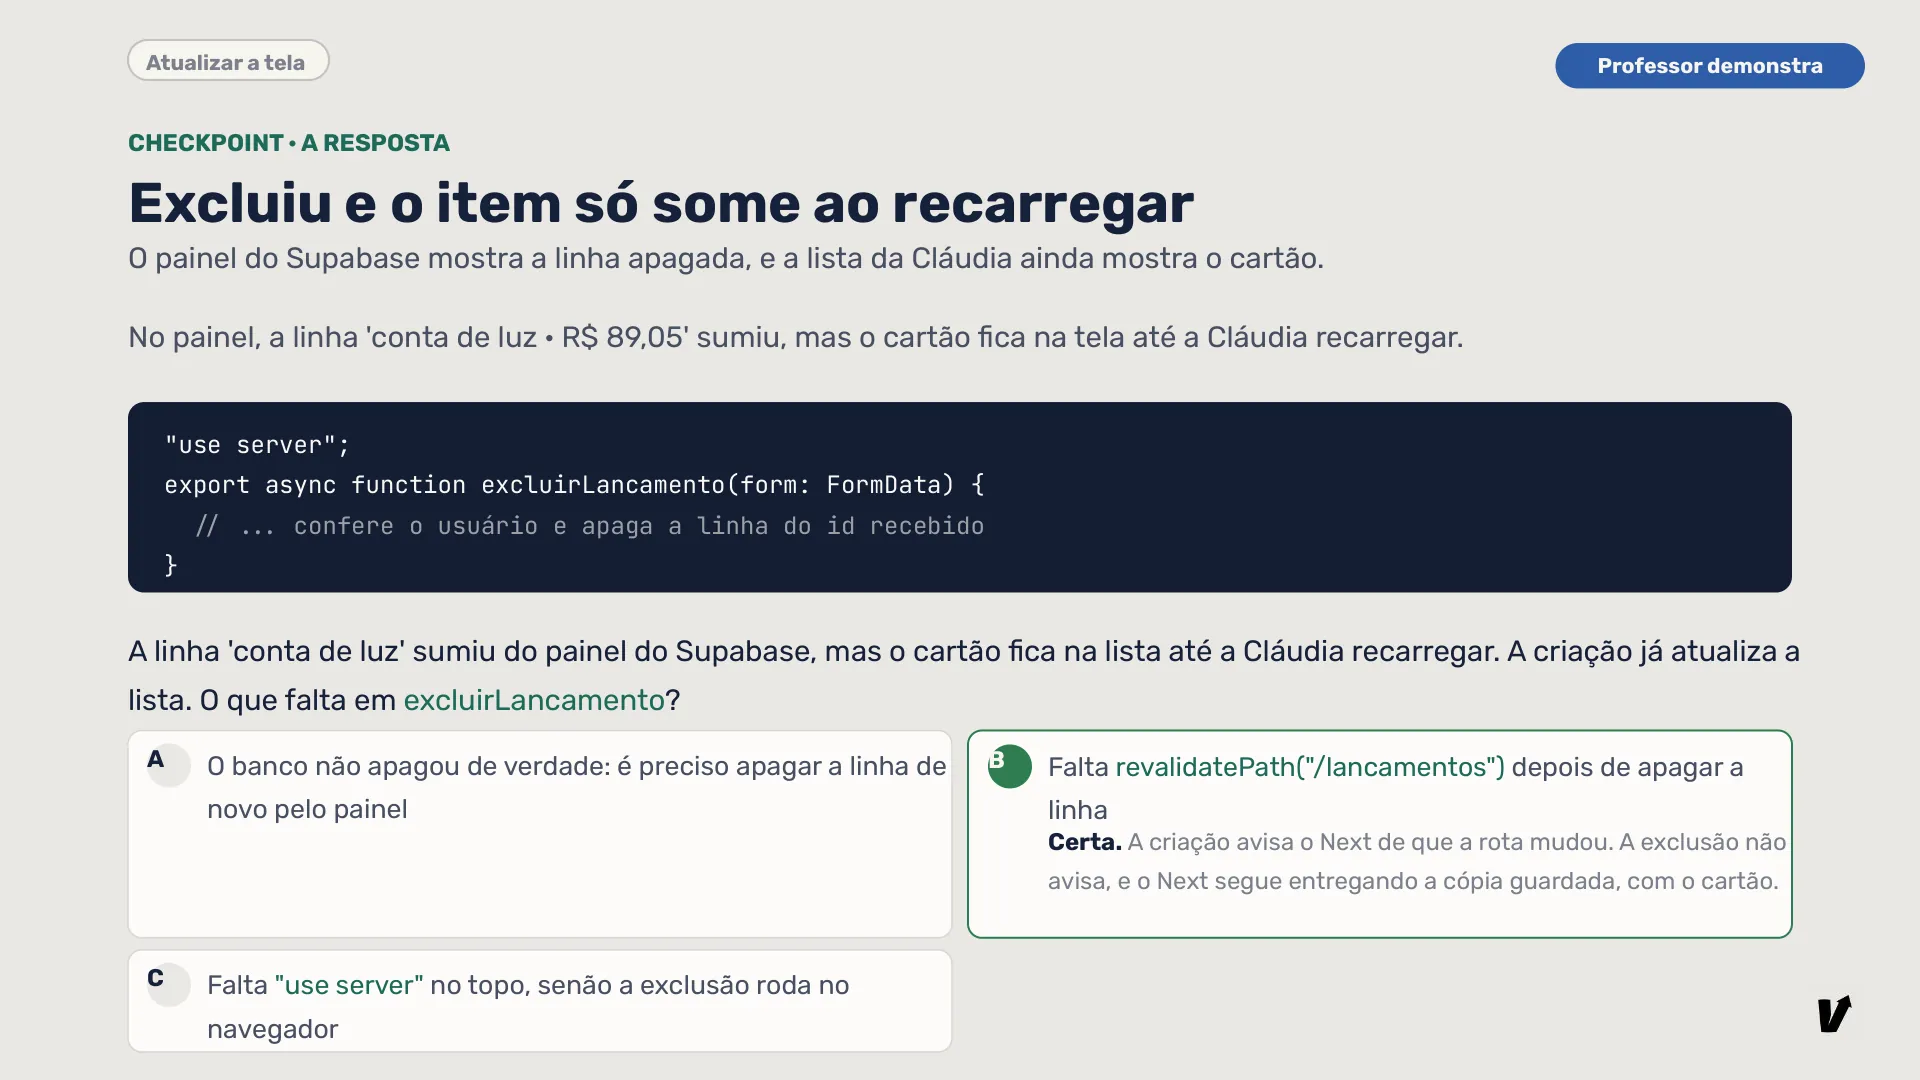 Atualizar a tela
Professor demonstra
CHECKPOINT • A RESPOSTA
Excluiu e o item só some ao recarregar
O painel do Supabase mostra a linha apagada, e a lista da Cláudia ainda mostra o cartão.
No painel, a linha 'conta de luz • R$ 89,05' sumiu, mas o cartão fica na tela até a Cláudia recarregar.
"use server";
export async function excluirLancamento(form: FormData) {
  // ... confere o usuário e apaga a linha do id recebido
}
A linha 'conta de luz' sumiu do painel do Supabase, mas o cartão fica na lista até a Cláudia recarregar. A criação já atualiza a
lista. O que falta em excluirLancamento?
A
O banco não apagou de verdade: é preciso apagar a linha de
novo pelo painel
B
Falta revalidatePath("/lancamentos") depois de apagar a
linha
Certa. A criação avisa o Next de que a rota mudou. A exclusão não
avisa, e o Next segue entregando a cópia guardada, com o cartão.
C
Falta "use server" no topo, senão a exclusão roda no
navegador